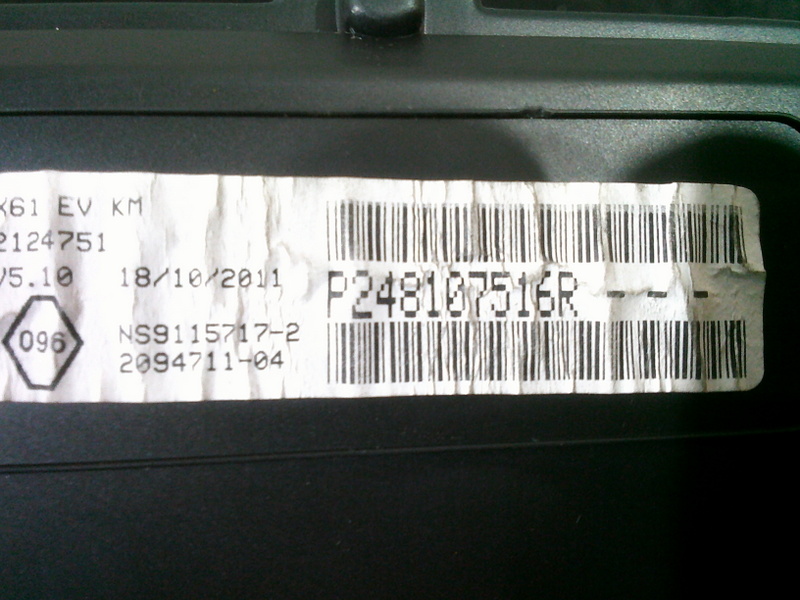 X61 EV KM
2124751
V5.10 18/10/2011
096
NS9115717-2
2094711-04
P248107516R - - -